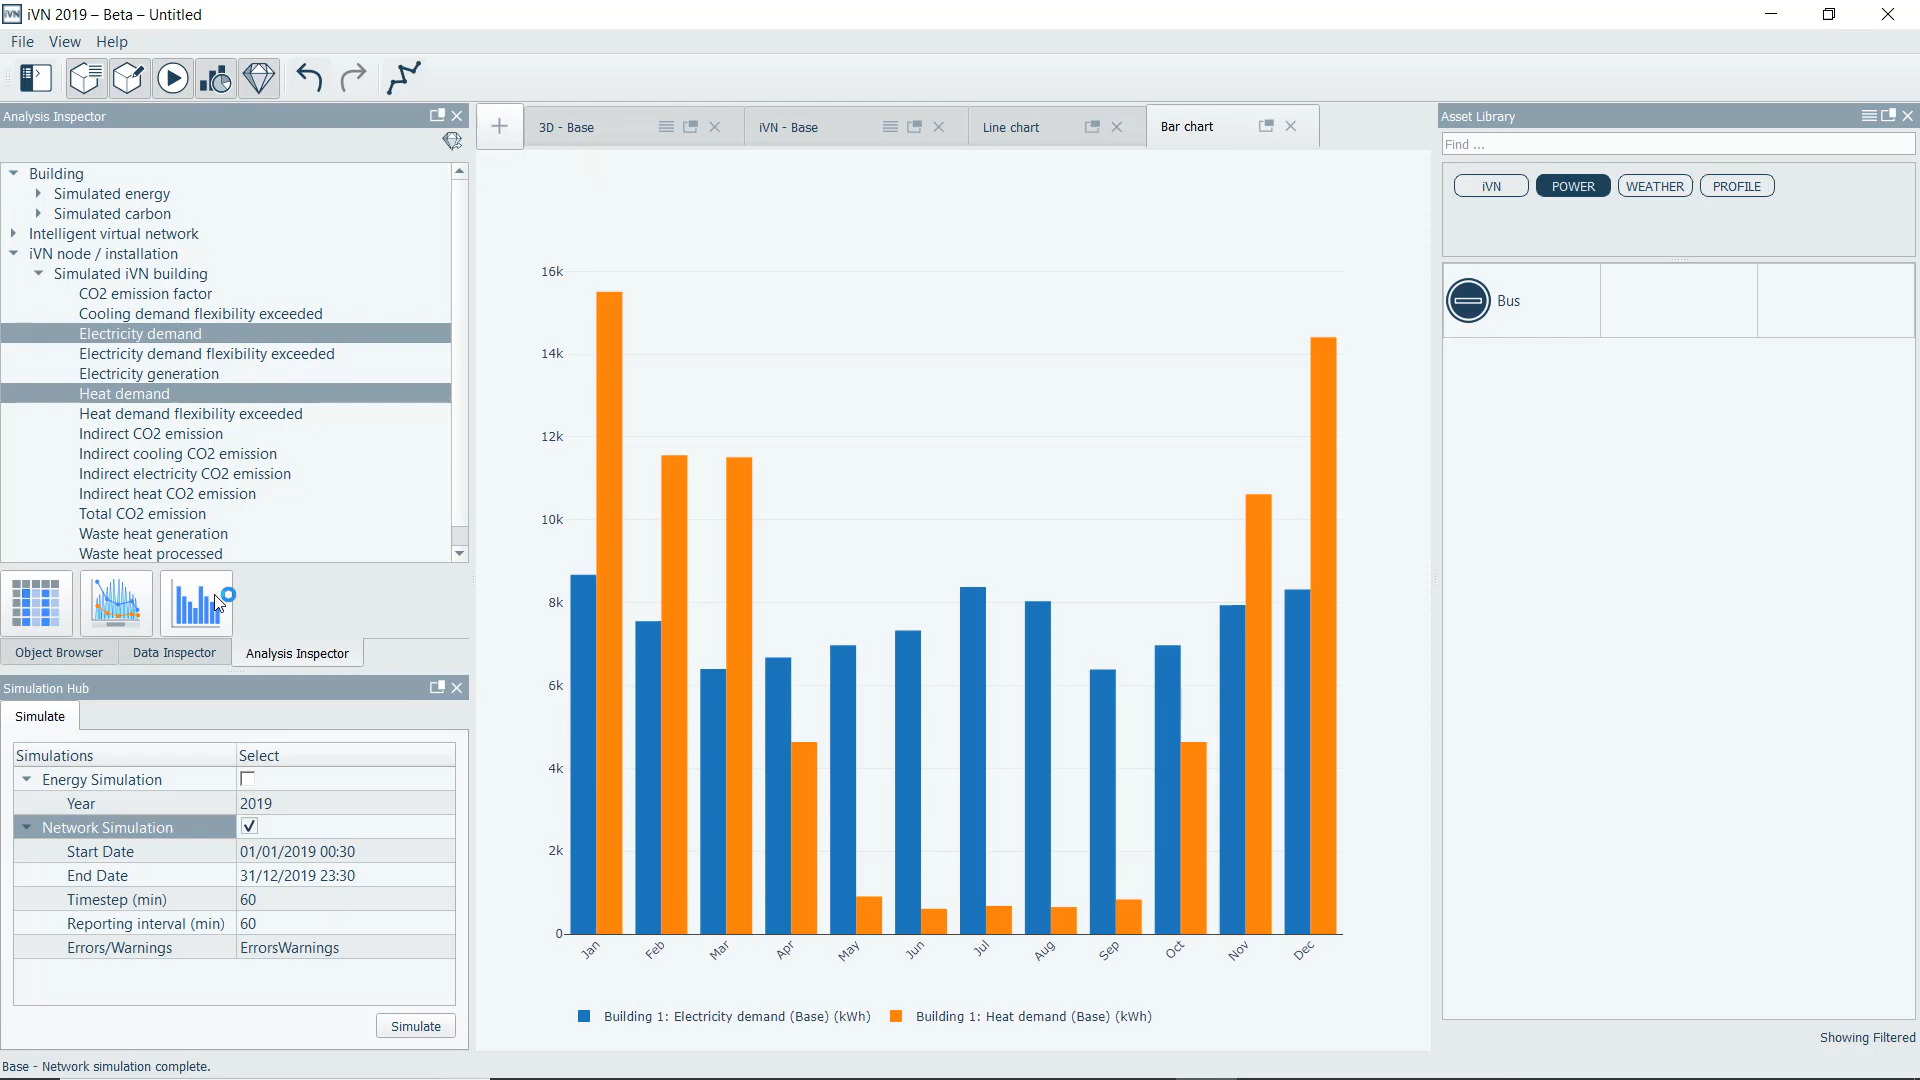 iVN 2019 – Beta – Untitled
File View Help
Analysis Inspector
Building
Simulated energy
Simulated carbon
Intelligent virtual network
iVN node / installation
Simulated iVN building
CO2 emission factor
Cooling demand flexibility exceeded
Electricity demand
Electricity demand flexibility exceeded
Electricity generation
Heat demand
Heat demand flexibility exceeded
Indirect CO2 emission
Indirect cooling CO2 emission
Indirect electricity CO2 emission
Indirect heat CO2 emission
Total CO2 emission
Waste heat generation
Waste heat processed
Object Browser Data Inspector Analysis Inspector
Simulation Hub
Simulate
Simulations Select
Energy Simulation
Year 2019
Network Simulation
Start Date 01/01/2019 00:30
End Date 31/12/2019 23:30
Timestep (min) 60
Reporting interval (min) 60
Errors/Warnings ErrorsWarnings
Simulate
Base - Network simulation complete.
3D - Base iVN - Base Line chart Bar chart
16k
14k
12k
10k
8k
6k
4k
2k
0
Jan Feb Mar Apr May Jun Jul Aug Sep Oct Nov Dec
Building 1: Electricity demand (Base) (kWh) Building 1: Heat demand (Base) (kWh)
Asset Library
Find ...
iVN POWER WEATHER PROFILE
Bus
Showing Filtered